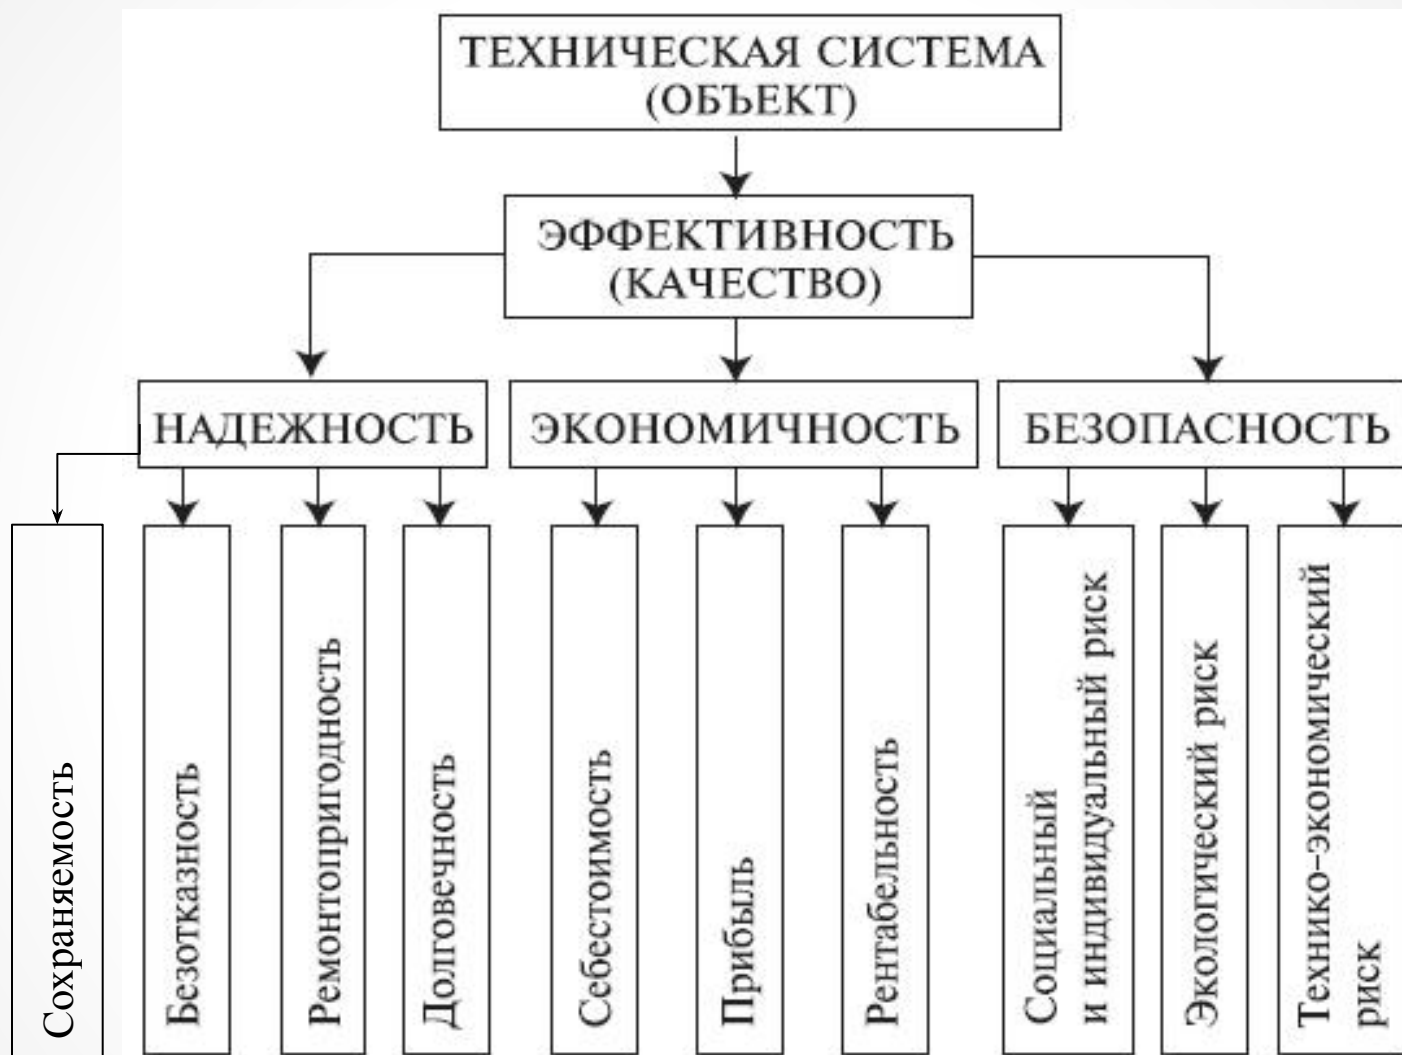 ТЕХНИЧЕСКАЯ СИСТЕМА
(ОБЪЕКТ)
ЭФФЕКТИВНОСТЬ
(КАЧЕСТВО)
НАДЕЖНОСТЬ
ЭКОНОМИЧНОСТЬ
БЕЗОПАСНОСТЬ
Сохраняемость
Безотказность
Ремонтопригодность
Долговечность
Себестоимость
Прибыль
Рентабельность
Социальный
и индивидуальный риск
Экологический риск
Технико-экономический
риск